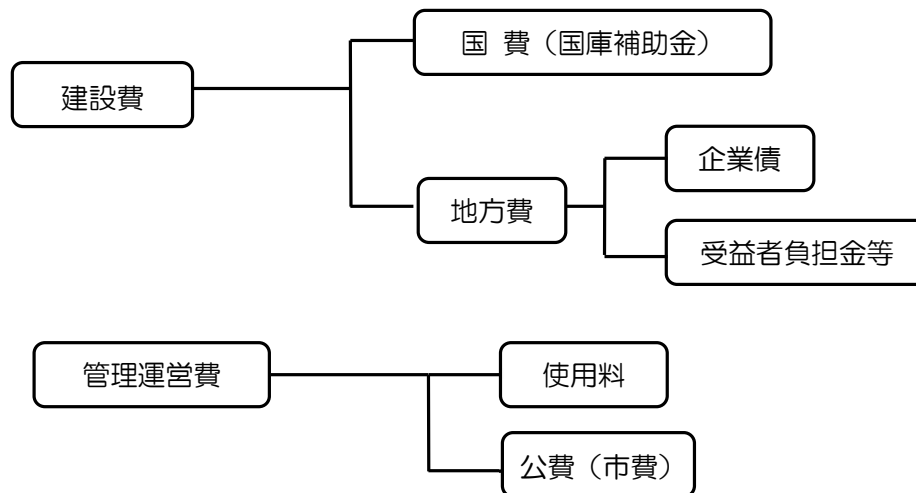 国 費（国庫補助金）
建設費
企業債
地方費
受益者負担金等
管理運営費
使用料
公費（市費）